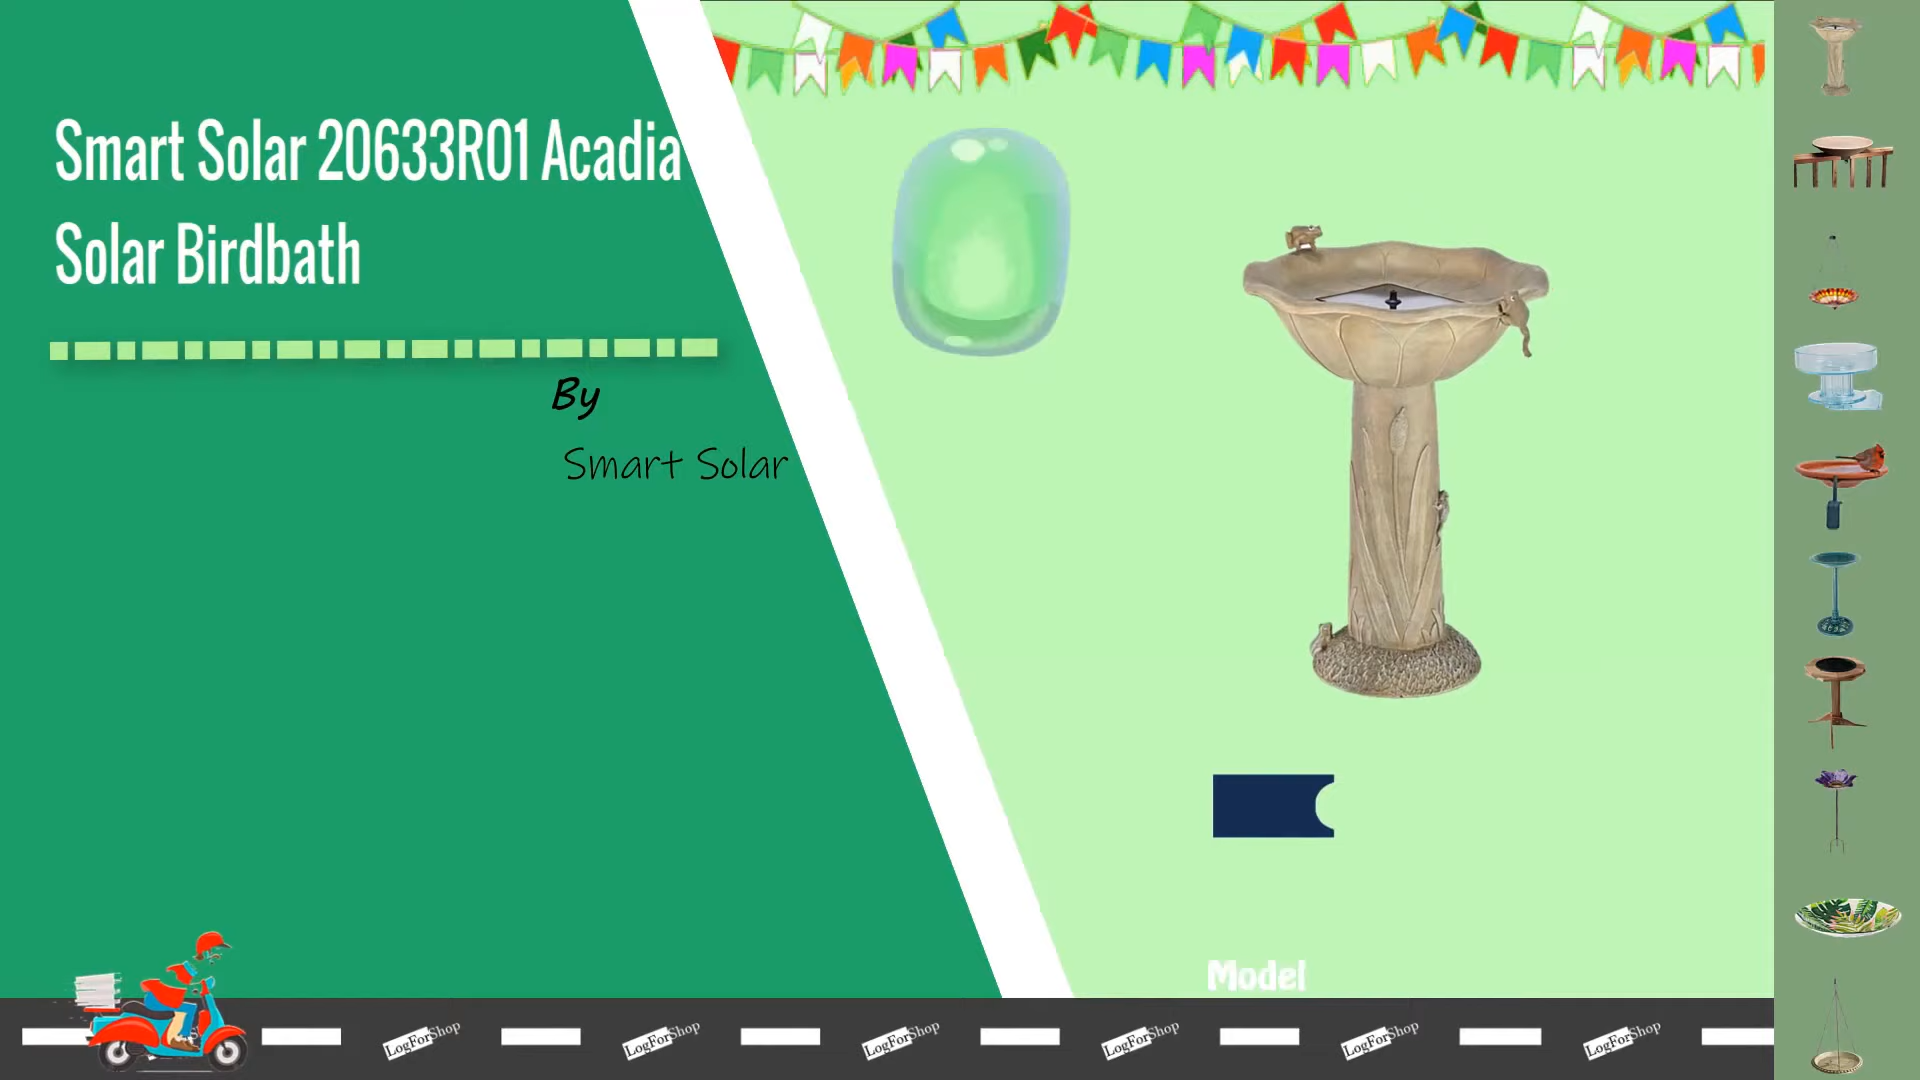 Smart Solar 20633R01 Acadia
Solar Birdbath
By
Smart Solar
Model
LogForShop
LogForShop
LogForShop
LogForShop
LogForShop
LogForShop